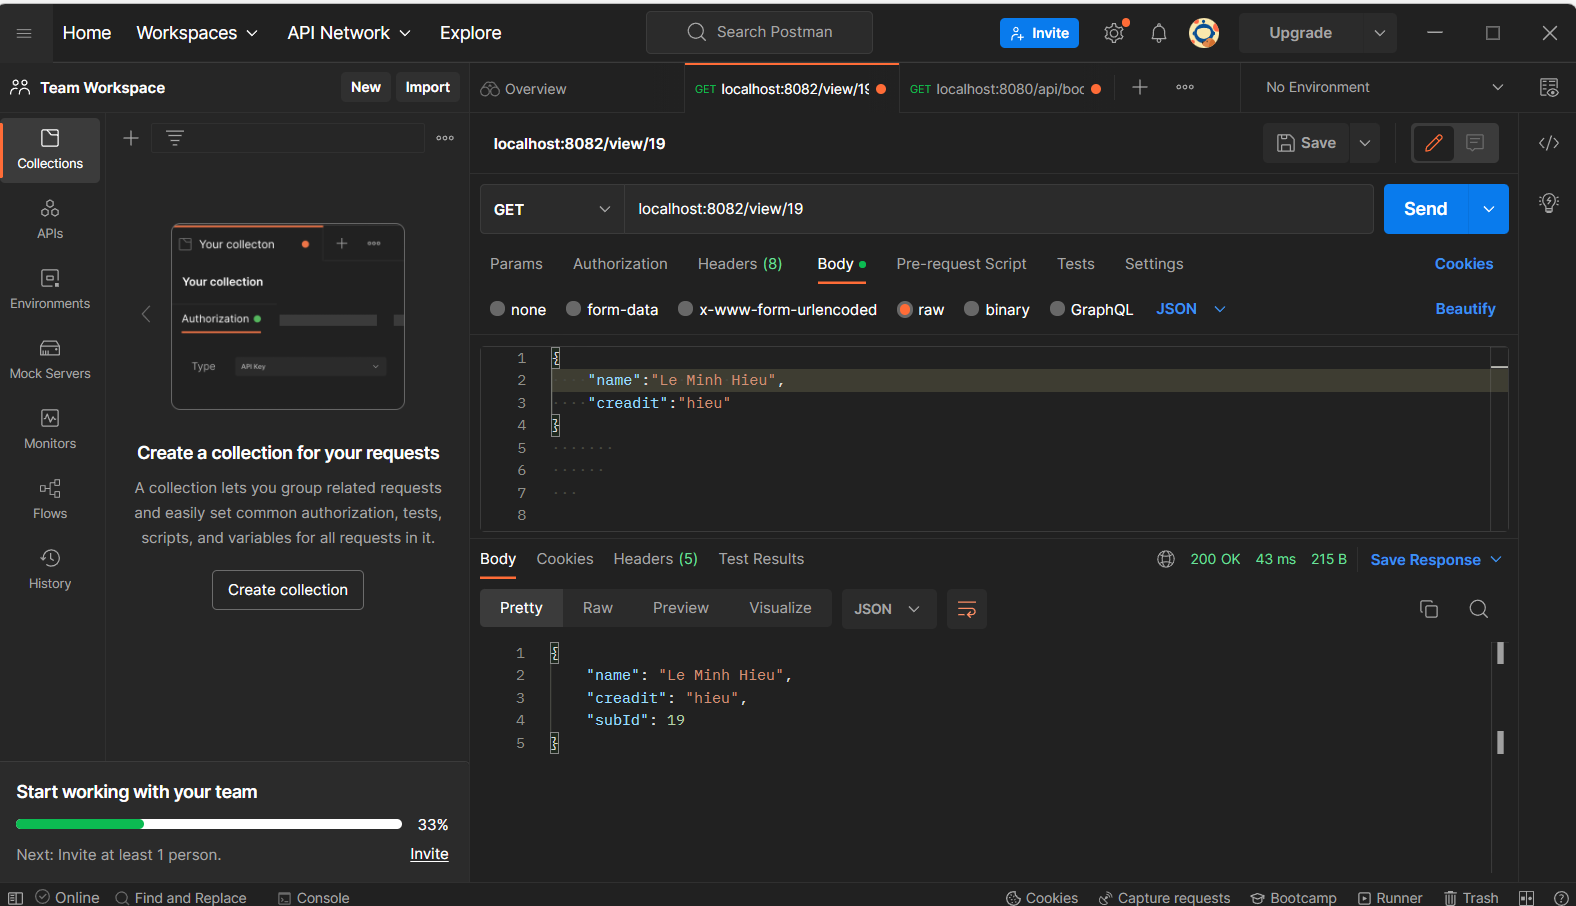 Home Workspaces API Network Explore Search Postman Invite Upgrade
Team Workspace New Import Overview GET localhost:8082/view/19 GET localhost:8080/api/boo No Environment
Collections
APIs
Environments
Mock Servers
Monitors
Flows
History
Your collecton
Your collection
Authorization
Type API Key
Create a collection for your requests
A collection lets you group related requests
and easily set common authorization, tests,
scripts, and variables for all requests in it.
Create collection
Start working with your team
33%
Next: Invite at least 1 person. Invite
localhost:8082/view/19 Save
GET localhost:8082/view/19 Send
Params Authorization Headers (8) Body Pre-request Script Tests Settings Cookies
none form-data x-www-form-urlencoded raw binary GraphQL JSON Beautify
1 {
2 "name":"Le Minh Hieu",
3 "creadit":"hieu"
4 }
5
6
7
8
Body Cookies Headers (5) Test Results 200 OK 43 ms 215 B Save Response
Pretty Raw Preview Visualize JSON
1 {
2 "name": "Le Minh Hieu",
3 "creadit": "hieu",
4 "subId": 19
5 }
Online Find and Replace Console Cookies Capture requests Bootcamp Runner Trash